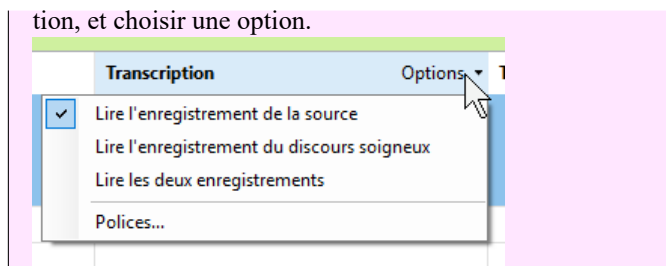 tion, et choisir une option.
Transcription Options
Lire l'enregistrement de la source
Lire l'enregistrement du discours soigneux
Lire les deux enregistrements
Polices...